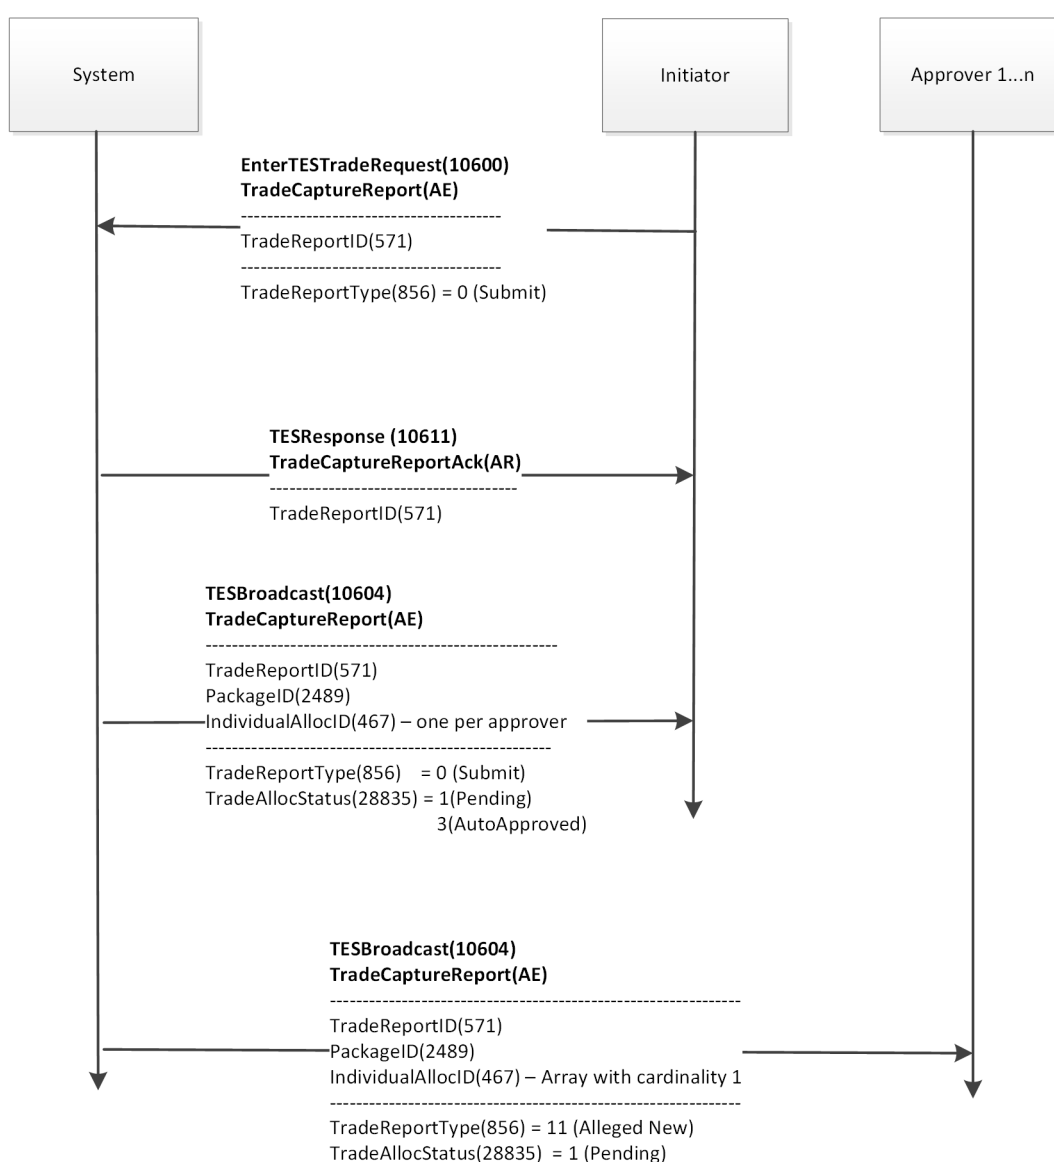 System
Initiator
Approver 1...n
EnterTESTradeRequest(10600)
TradeCaptureReport(AE)
----------------------------------------
TradeReportID(571)
----------------------------------------
TradeReportType(856) = 0 (Submit)
TESResponse (10611)
TradeCaptureReportAck(AR)
--------------------------------------
TradeReportID(571)
TESBroadcast(10604)
TradeCaptureReport(AE)
------------------------------------------------------
TradeReportID(571)
PackageID(2489)
IndividualAllocID(467) – one per approver
-----------------------------------------------------
TradeReportType(856) = 0 (Submit)
TradeAllocStatus(28835) = 1(Pending)
3(AutoApproved)
TESBroadcast(10604)
TradeCaptureReport(AE)
---------------------------------------------------------------
TradeReportID(571)
PackageID(2489)
IndividualAllocID(467) – Array with cardinality 1
---------------------------------------------------------------
TradeReportType(856) = 11 (Alleged New)
TradeAllocStatus(28835) = 1 (Pending)